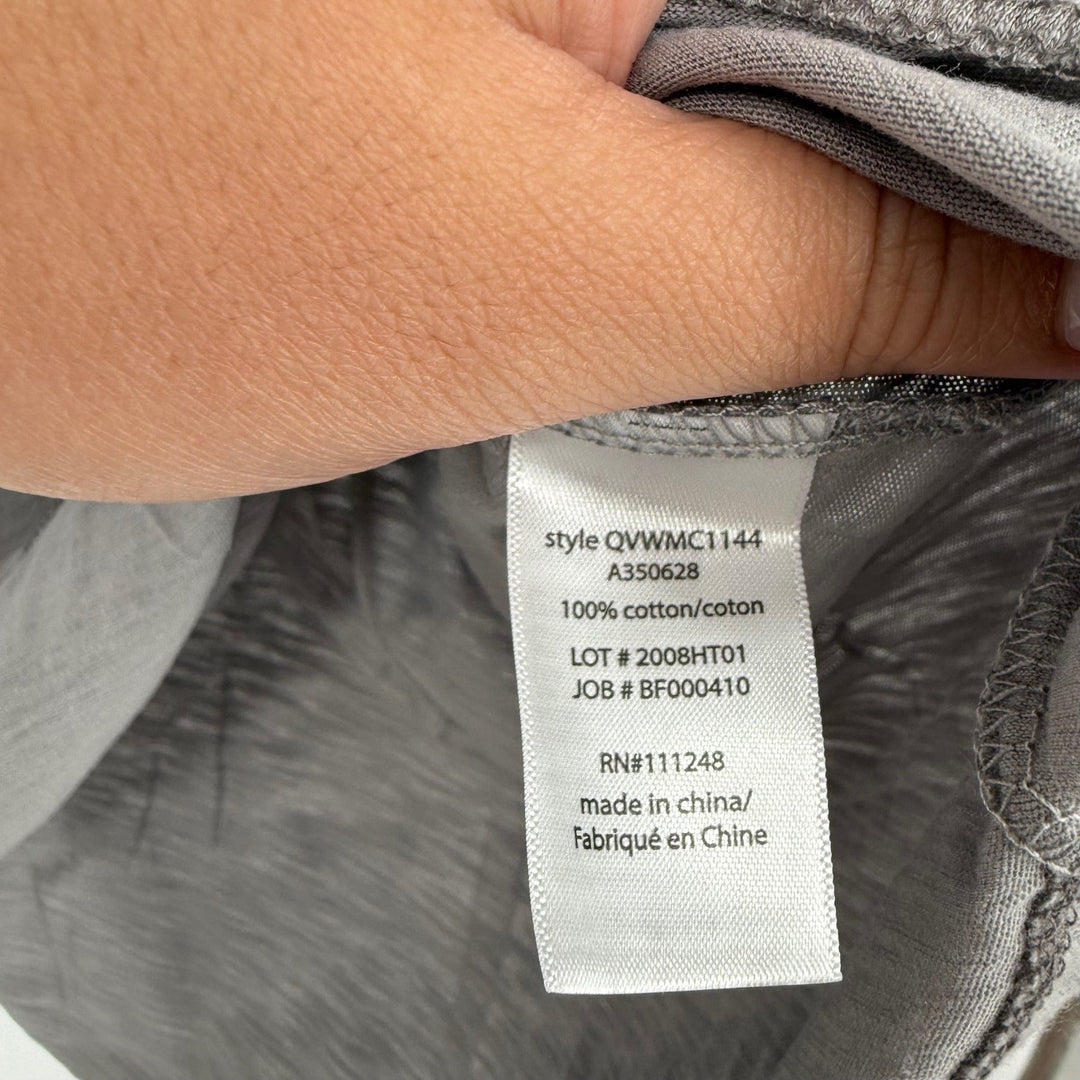 style QVWMC1144
A350628
100% cotton/coton
LOT # 2008HT01
JOB # BF000410
RN#111248
made in china/
Fabriqué en Chine